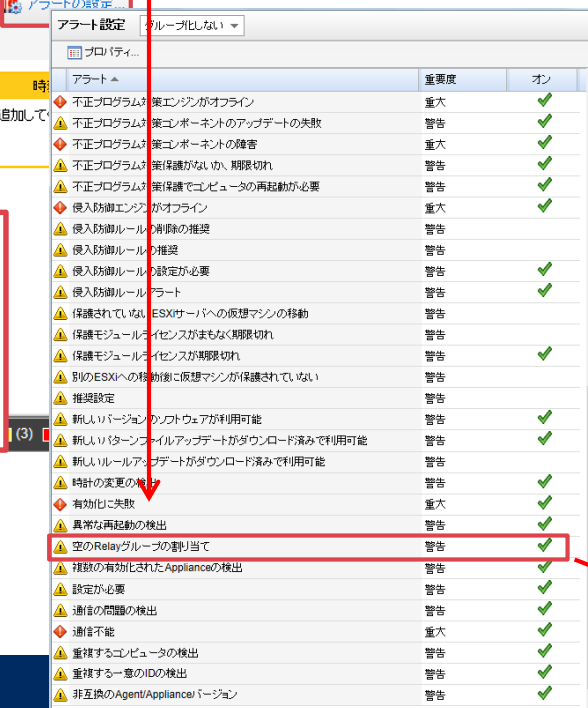 アラートの設定...
アラート設定 グループ化しない
プロパティ...
アラート 重要度 オン
不正プログラム対策エンジンがオフライン 重大
不正プログラム対策コンポーネントのアップデートの失敗 警告
不正プログラム対策コンポーネントの障害 重大
不正プログラム対策保護がないか、期限切れ 警告
不正プログラム対策保護でコンピュータの再起動が必要 警告
侵入防御エンジンがオフライン 重大
侵入防御ルールの削除の推奨 警告
侵入防御ルールの推奨 警告
侵入防御ルールの設定が必要 警告
侵入防御ルールアラート 警告
保護されていないESXiサーバへの仮想マシンの移動 警告
保護モジュールライセンスがまもなく期限切れ 警告
保護モジュールライセンスが期限切れ 警告
別のESXiへの移動後に仮想マシンが保護されていない 警告
推奨設定 警告
新しいバージョンのソフトウェアが利用可能 警告
新しいパターンファイルアップデートがダウンロード済みで利用可能 警告
新しいルールアップデートがダウンロード済みで利用可能 警告
時計の変更の検出 警告
有効化に失敗 重大
異常な再起動の検出 警告
空のRelayグループの割り当て 警告
複数の有効化されたApplianceの検出 警告
設定が必要 警告
通信の問題の検出 警告
通信不能 重大
重複するコンピュータの検出 警告
重複する一意のIDの検出 警告
非互換のAgent/Applianceバージョン 警告
時
追加して
(3)